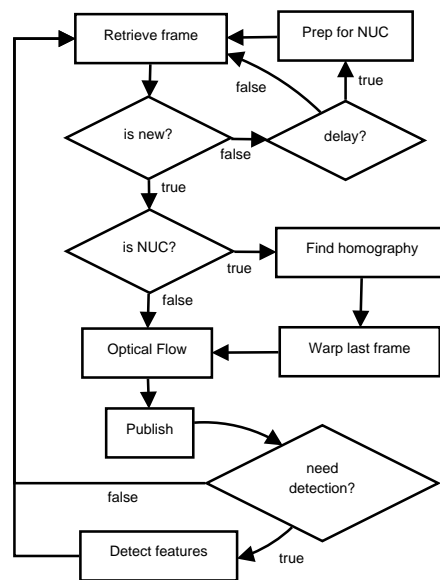 Retrieve frame
Prep for NUC
false
true
is new?
false
delay?
true
is NUC?
true
Find homography
false
Optical Flow
Warp last frame
Publish
need
detection?
false
Detect features
true